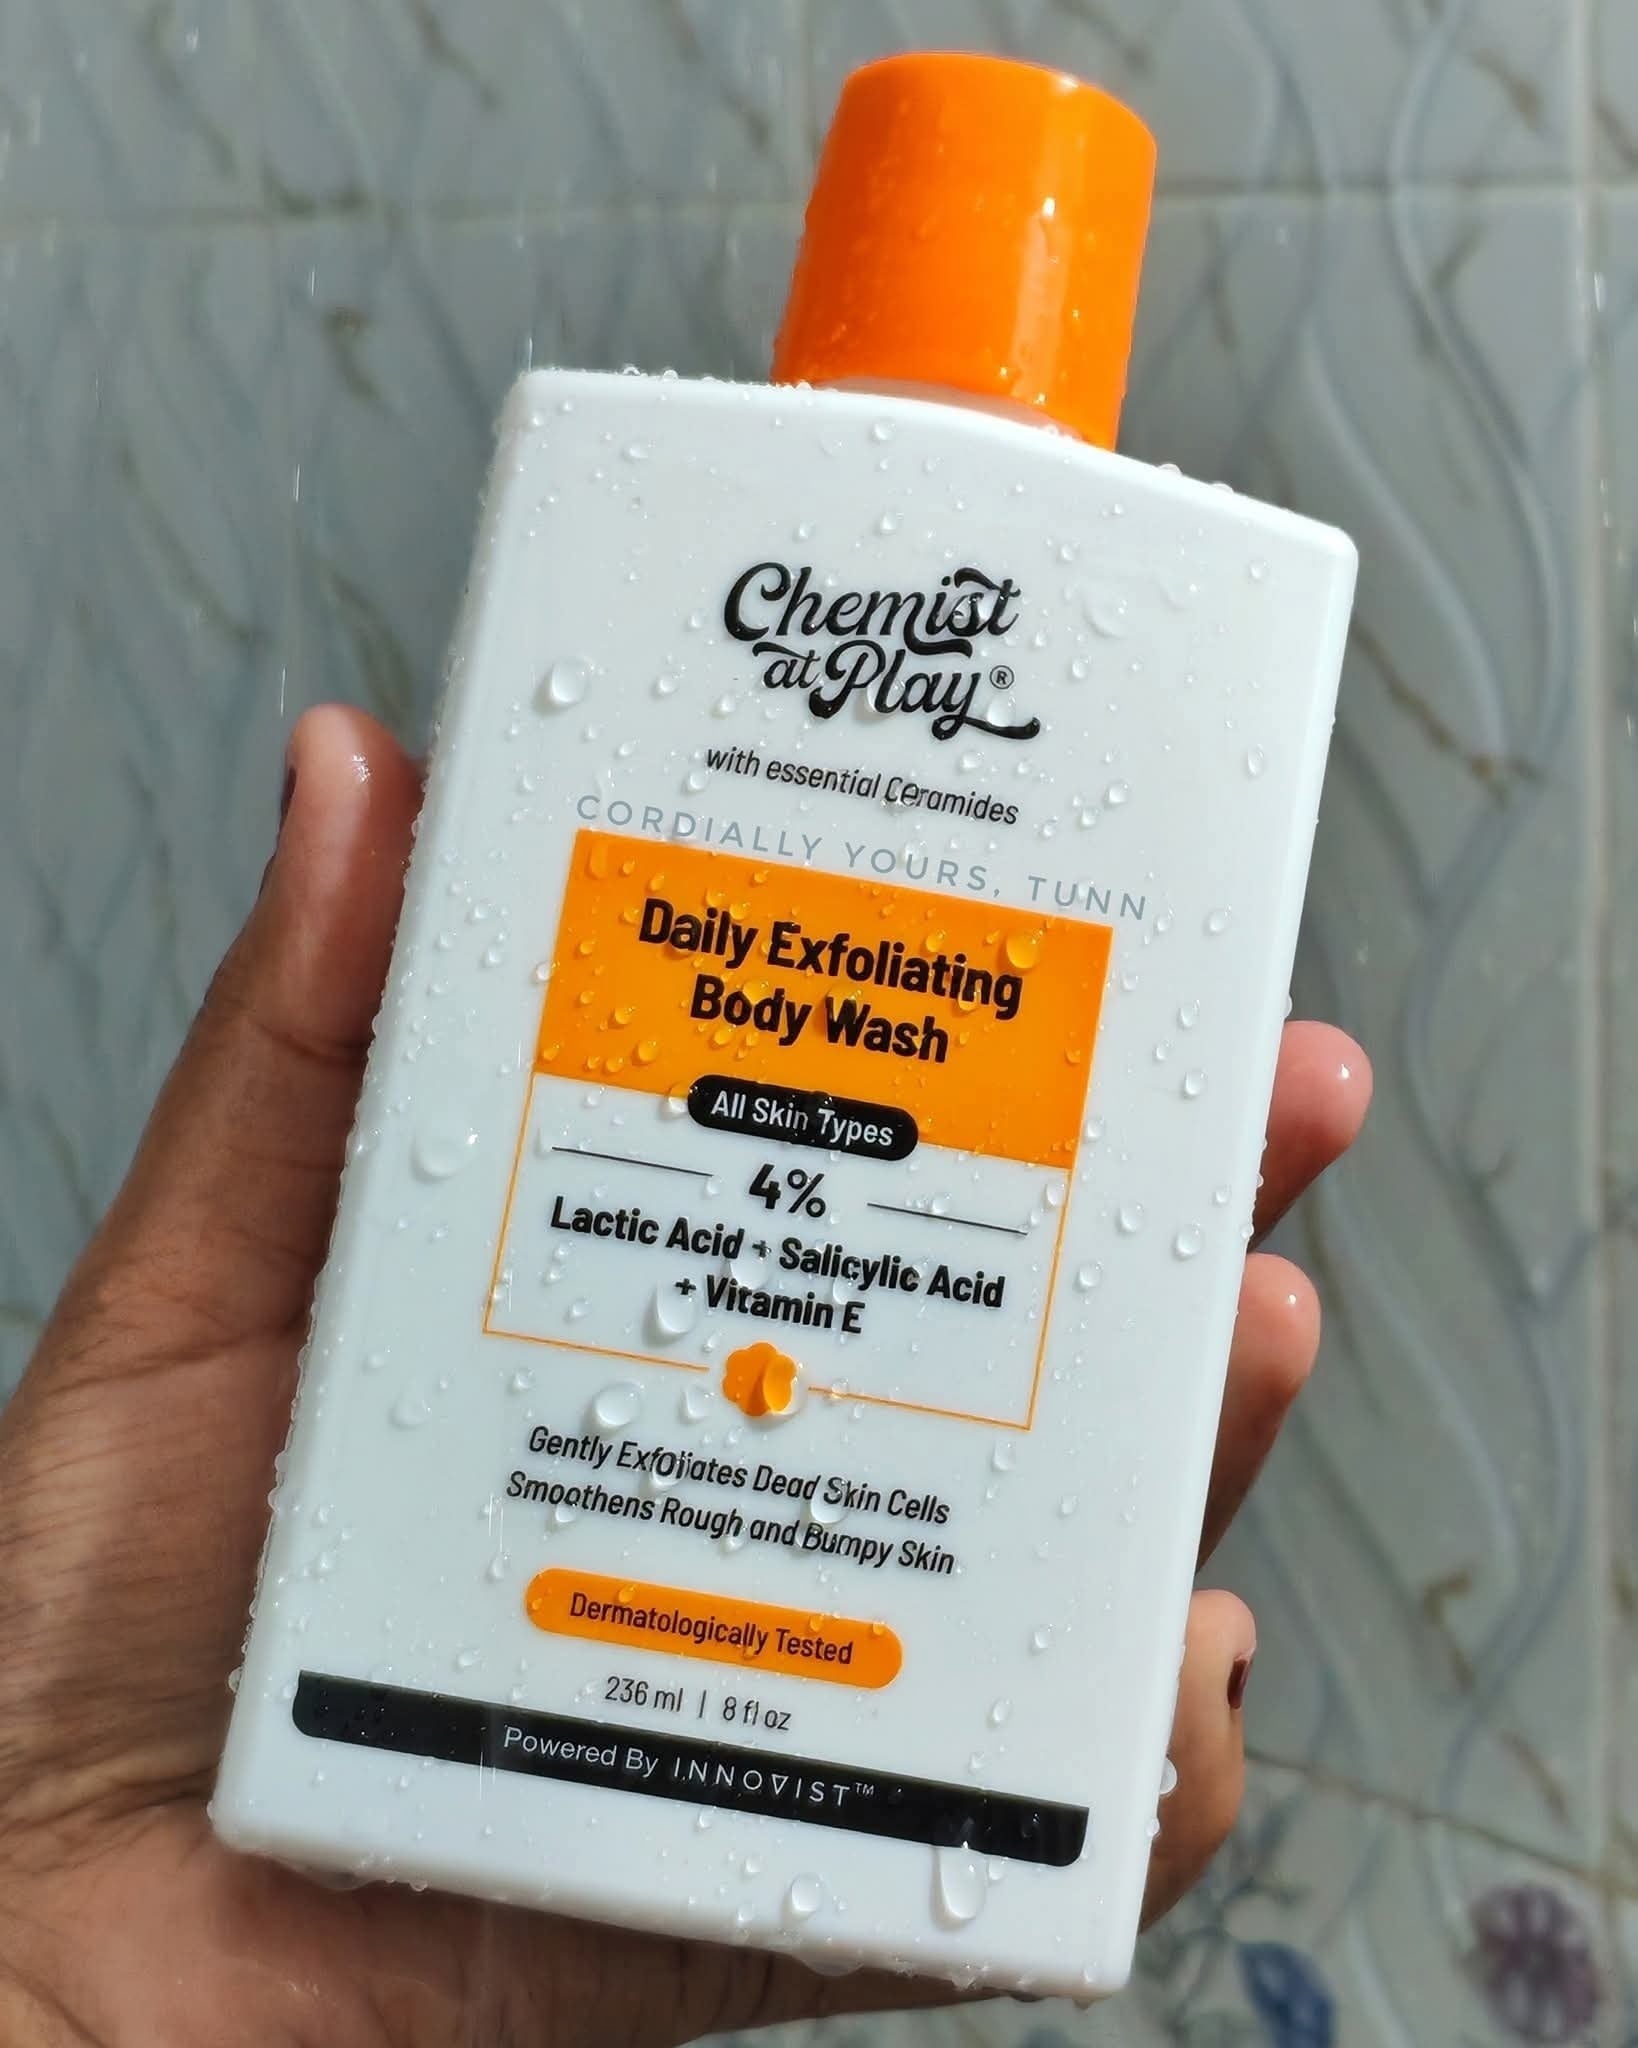 Chemist
at Play®
with essential Ceramides
CORDIALLY YOURS, TUNN
Daily Exfoliating
Body Wash
All Skin Types
4%
Lactic Acid + Salicylic Acid
+ Vitamin E
Gently Exfoliates Dead Skin Cells
Smoothens Rough and Bumpy Skin
Dermatologically Tested
236 ml | 8 fl oz
Powered By INNOVIST™